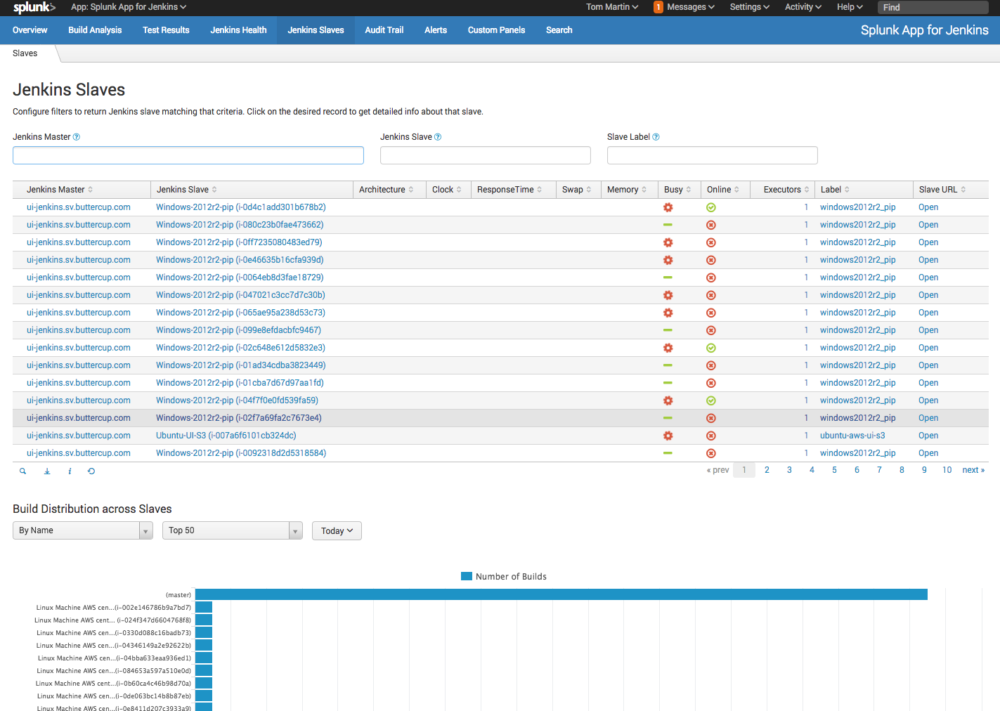 splunk> App: Splunk App for Jenkins Tom Martin 1 Messages Settings Activity Help Find
Overview Build Analysis Test Results Jenkins Health Jenkins Slaves Audit Trail Alerts Custom Panels Search Splunk App for Jenkins
Slaves
Jenkins Slaves
Configure filters to return Jenkins slave matching that criteria. Click on the desired record to get detailed info about that slave.
Jenkins Master ? Jenkins Slave ? Slave Label ?
Jenkins Master Jenkins Slave Architecture Clock ResponseTime Swap Memory Busy Online Executors Label Slave URL
ui-jenkins.sv.buttercup.com Windows-2012r2-pip (i-0d4c1add301b678b2) 1 windows2012r2_pip Open
ui-jenkins.sv.buttercup.com Windows-2012r2-pip (i-080c23b0fae473662) 1 windows2012r2_pip Open
ui-jenkins.sv.buttercup.com Windows-2012r2-pip (i-0ff7235080483ed79) 1 windows2012r2_pip Open
ui-jenkins.sv.buttercup.com Windows-2012r2-pip (i-0e46635b16cfa939d) 1 windows2012r2_pip Open
ui-jenkins.sv.buttercup.com Windows-2012r2-pip (i-0064eb8d3fae18729) 1 windows2012r2_pip Open
ui-jenkins.sv.buttercup.com Windows-2012r2-pip (i-047021c3cc7d7c30b) 1 windows2012r2_pip Open
ui-jenkins.sv.buttercup.com Windows-2012r2-pip (i-065ae95a238d53c73) 1 windows2012r2_pip Open
ui-jenkins.sv.buttercup.com Windows-2012r2-pip (i-099e8efdacbfc9467) 1 windows2012r2_pip Open
ui-jenkins.sv.buttercup.com Windows-2012r2-pip (i-02c648e612d5832e3) 1 windows2012r2_pip Open
ui-jenkins.sv.buttercup.com Windows-2012r2-pip (i-01ad34cdba3823449) 1 windows2012r2_pip Open
ui-jenkins.sv.buttercup.com Windows-2012r2-pip (i-01cba7d67d97aa1fd) 1 windows2012r2_pip Open
ui-jenkins.sv.buttercup.com Windows-2012r2-pip (i-04f7f0e0fd539fa59) 1 windows2012r2_pip Open
ui-jenkins.sv.buttercup.com Windows-2012r2-pip (i-02f7a69fa2c7673e4) 1 windows2012r2_pip Open
ui-jenkins.sv.buttercup.com Ubuntu-UI-S3 (i-007a6f6101cb324dc) 1 ubuntu-aws-ui-s3 Open
ui-jenkins.sv.buttercup.com Windows-2012r2-pip (i-0092318d2d5318584) 1 windows2012r2_pip Open
i « prev 1 2 3 4 5 6 7 8 9 10 next »
Build Distribution across Slaves
By Name Top 50 Today
Number of Builds
(master)
Linux Machine AWS cen...(i-002e146786b9a7bd7)
Linux Machine AWS cent... (i-024f347d6604768f8)
Linux Machine AWS cen...(i-0330d088c16badb73)
Linux Machine AWS cen...(i-04346149a2e92622b)
Linux Machine AWS cen...(i-04bba633eaa936ed1)
Linux Machine AWS cen...(i-084653a597a510e0d)
Linux Machine AWS cent...(i-0b60ca4c46b98d70a)
Linux Machine AWS cen...(i-0de063bc14b8b87eb)
Linux Machine AWS cen...(i-0e8411d207c3933a9)